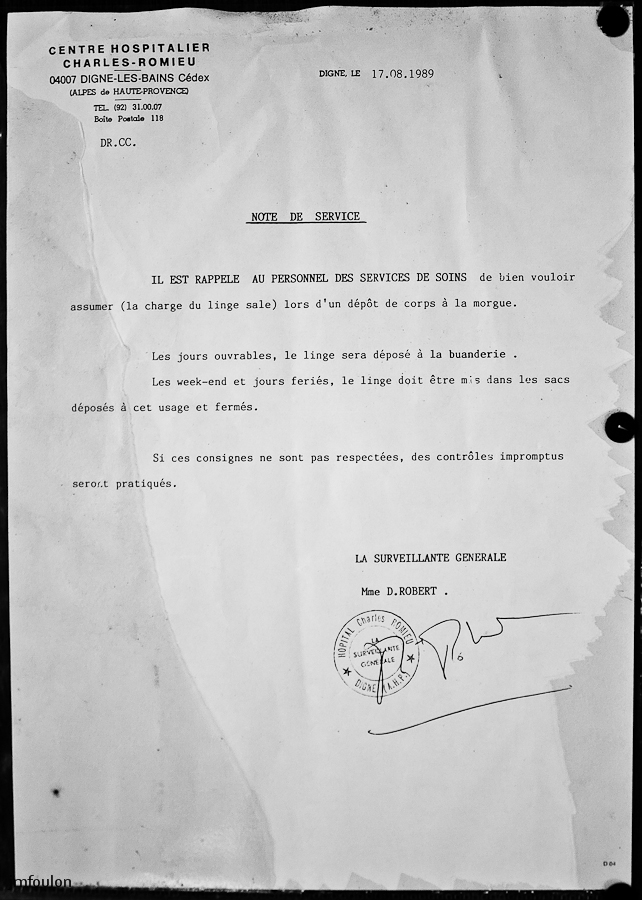 CENTRE HOSPITALIER
CHARLES-ROMIEU
04007 DIGNE-LES-BAINS Cédex
(ALPES de HAUTE-PROVENCE)
TEL. (92) 31.00.07
Boîte Postale 118
DR.CC.
DIGNE, LE 17.08.1989
NOTE DE SERVICE
IL EST RAPPELE AU PERSONNEL DES SERVICES DE SOINS de bien vouloir
assumer (la charge du linge sale) lors d'un dépôt de corps à la morgue.
Les jours ouvrables, le linge sera déposé à la buanderie .
Les week-end et jours feriés, le linge doit être mis dans les sacs
déposés à cet usage et fermés.
Si ces consignes ne sont pas respectées, des contrôles impromptus
seront pratiqués.
LA SURVEILLANTE GENERALE
Mme D.ROBERT .
HOPITAL Charles ROMIEU
LA
SURVEILLANTE
GENERALE
DIGNE (A.H.P.)
D 84
mfoulon